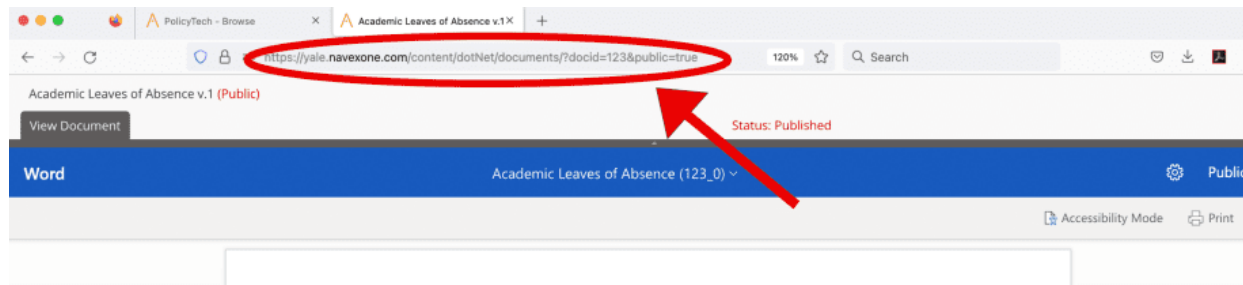 PolicyTech - Browse
Academic Leaves of Absence v.1
https://yale.navexone.com/content/dotNet/documents/?docid=123&public=true
120%
Search
Academic Leaves of Absence v.1 (Public)
View Document
Status: Published
Word
Academic Leaves of Absence (123_0)
Public
Accessibility Mode
Print